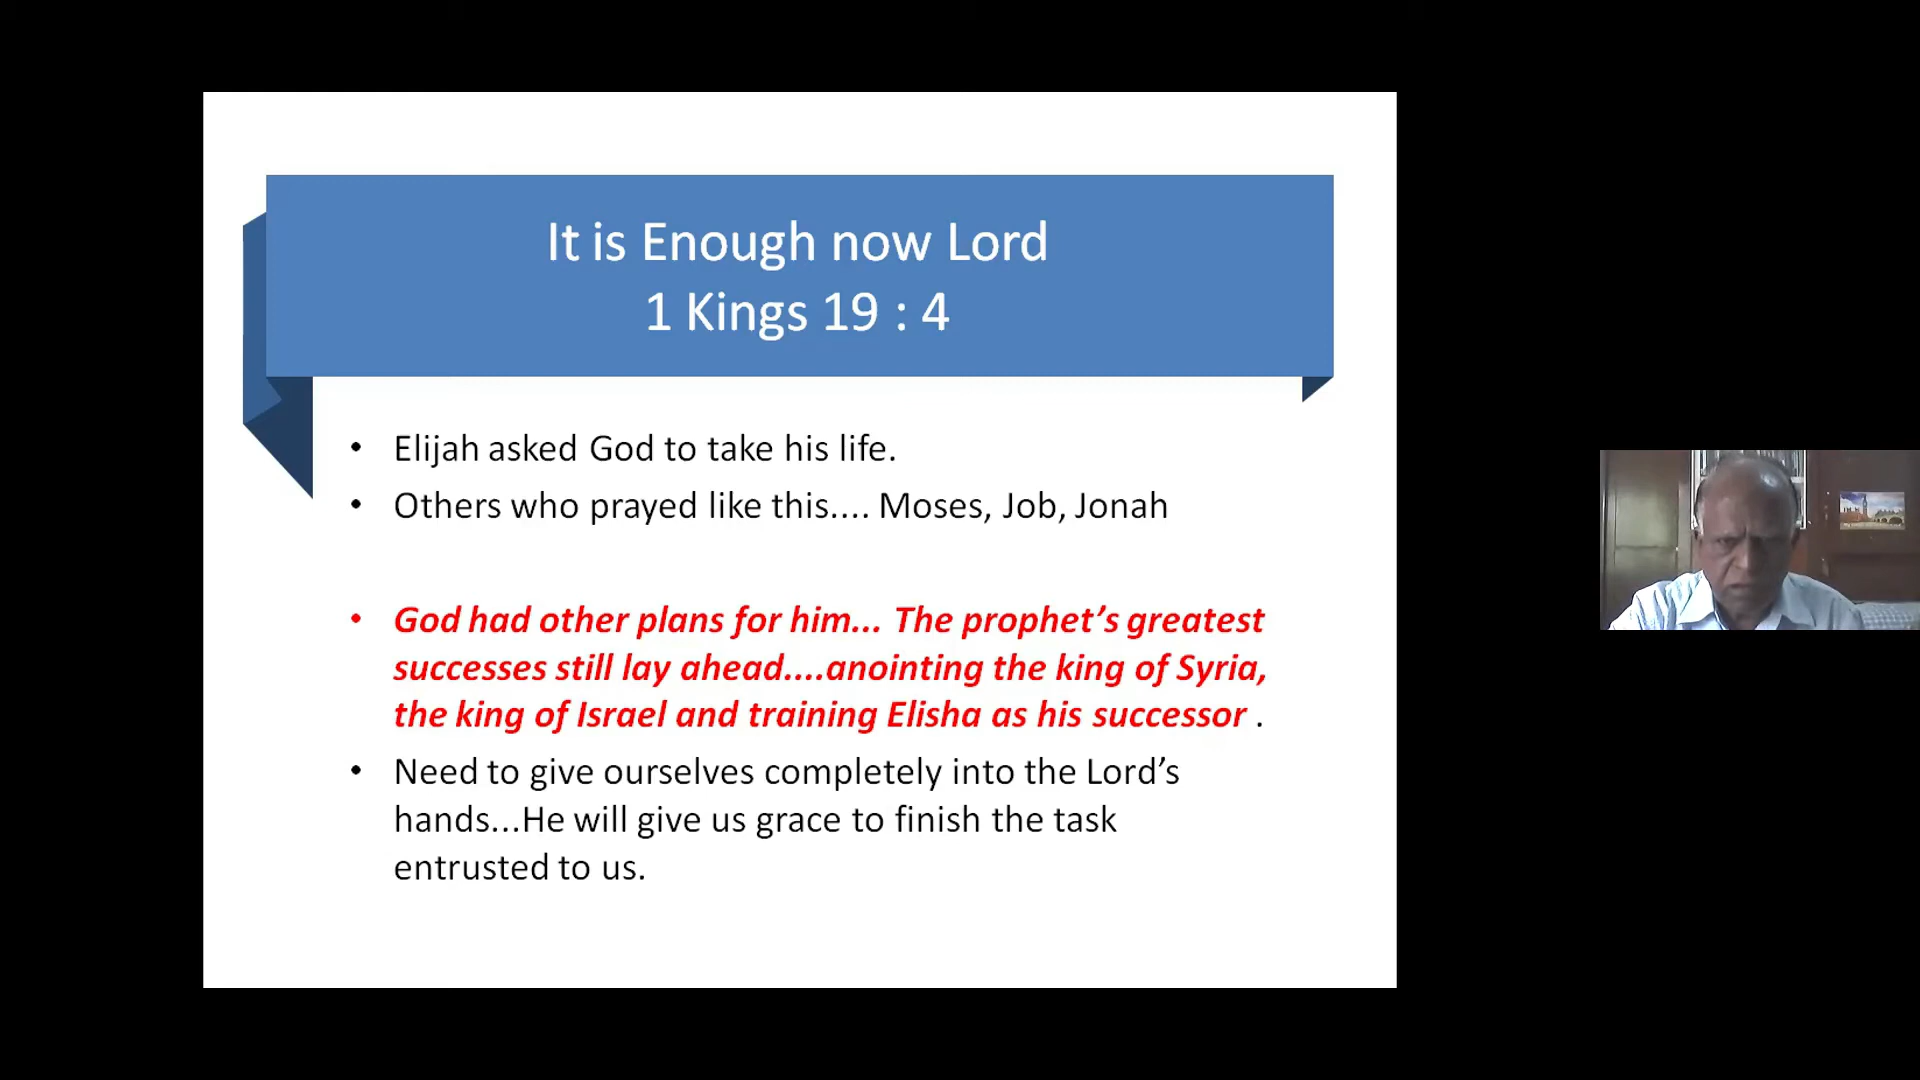 It is Enough now Lord
1 Kings 19 : 4
• Elijah asked God to take his life.
• Others who prayed like this.... Moses, Job, Jonah
• God had other plans for him... The prophet’s greatest
successes still lay ahead....anointing the king of Syria,
the king of Israel and training Elisha as his successor .
• Need to give ourselves completely into the Lord’s
hands...He will give us grace to finish the task
entrusted to us.